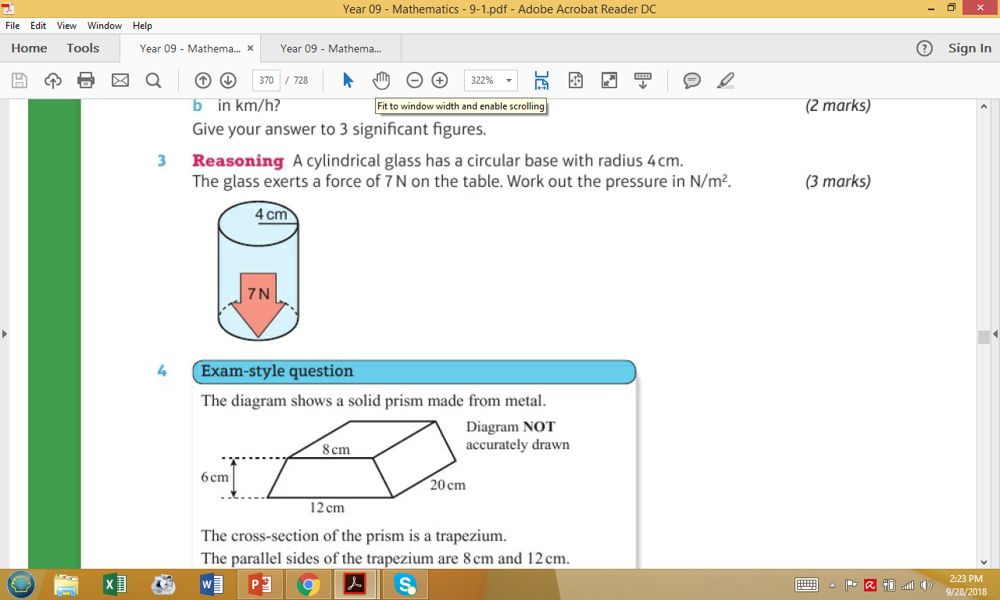 Year 09 - Mathematics - 9-1.pdf - Adobe Acrobat Reader DC
File Edit View Window Help
Home Tools Year 09 - Mathema... × Year 09 - Mathema... ? Sign In
370 / 728 322%
Fit to window width and enable scrolling
b in km/h? (2 marks)
Give your answer to 3 significant figures.
3 Reasoning A cylindrical glass has a circular base with radius 4 cm.
The glass exerts a force of 7 N on the table. Work out the pressure in N/m². (3 marks)
4 cm
7 N
4 Exam-style question
The diagram shows a solid prism made from metal.
Diagram NOT
accurately drawn
8 cm
6 cm
20 cm
12 cm
The cross-section of the prism is a trapezium.
The parallel sides of the trapezium are 8 cm and 12 cm.
2:23 PM
9/28/2018